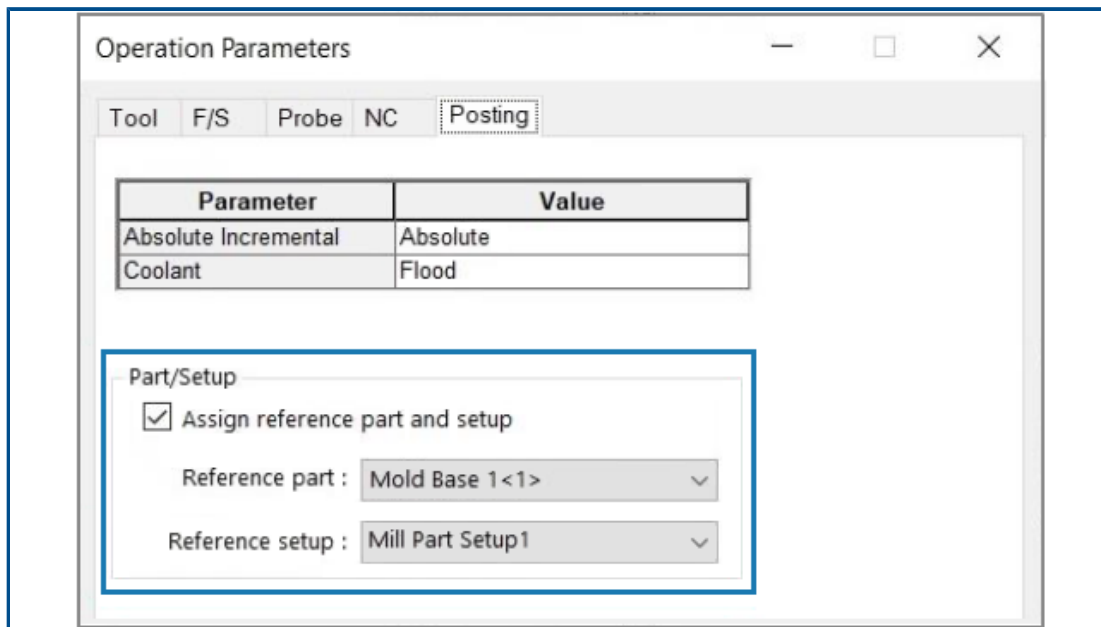 Operation Parameters
Tool F/S Probe NC Posting
Parameter Value
Absolute Incremental Absolute
Coolant Flood
Part/Setup
Assign reference part and setup
Reference part : Mold Base 1<1>
Reference setup : Mill Part Setup1